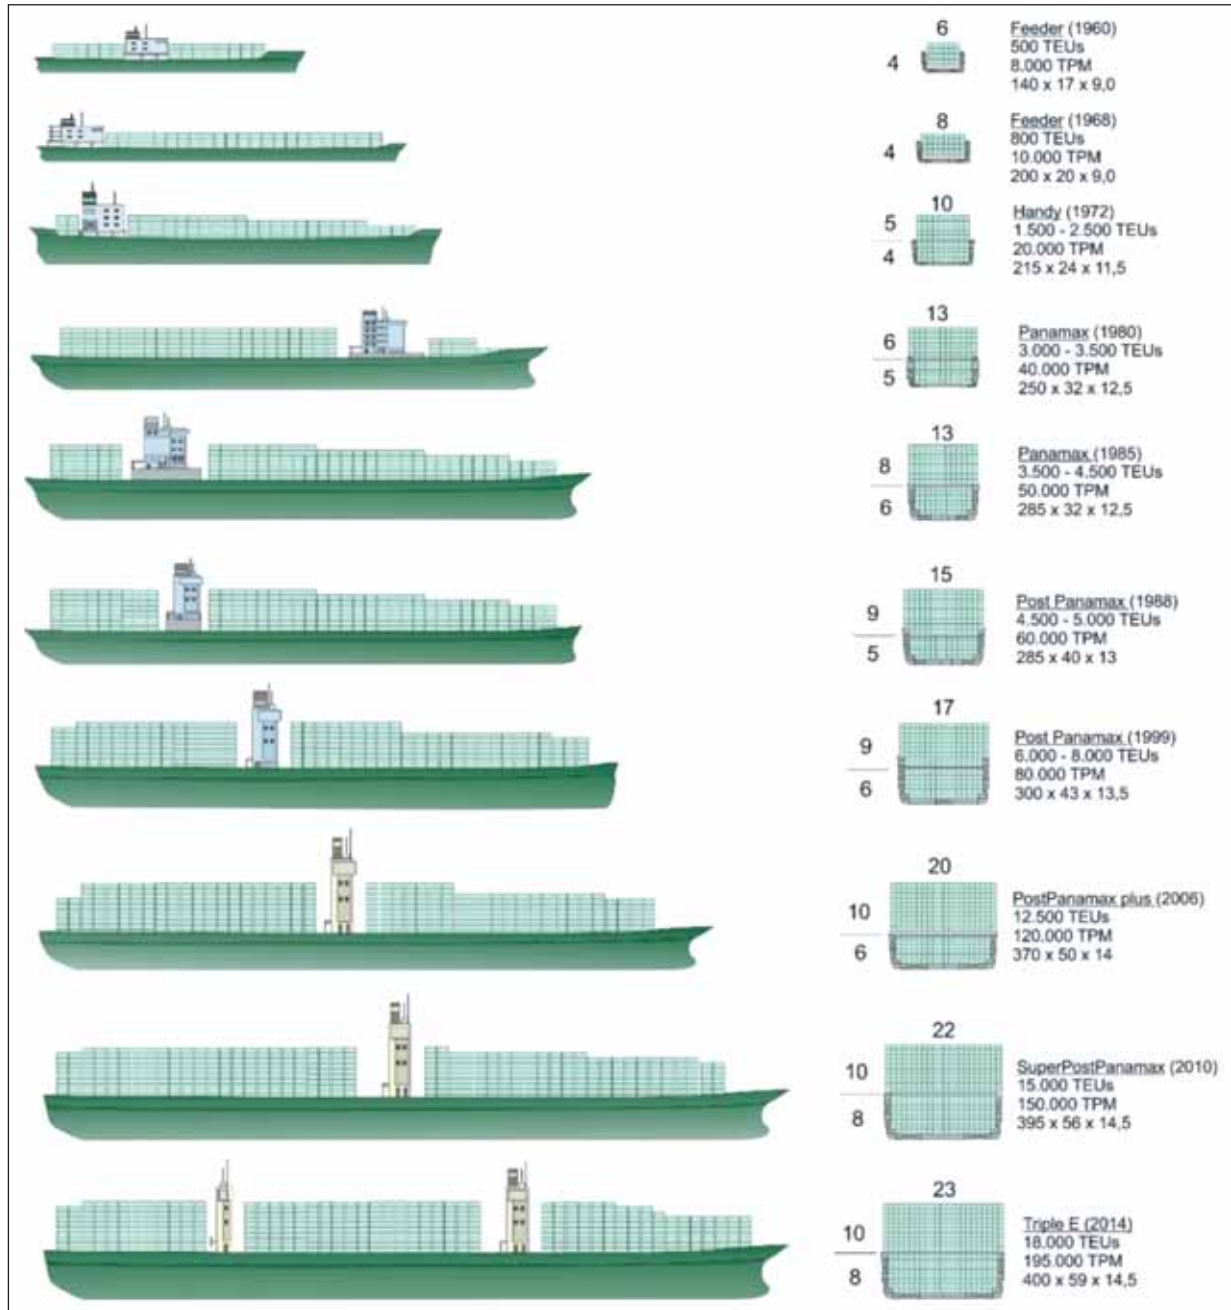 6
4
Feeder (1960)
500 TEUs
8.000 TPM
140 x 17 x 9,0
8
4
Feeder (1968)
800 TEUs
10.000 TPM
200 x 20 x 9,0
10
5
4
Handy (1972)
1.500 - 2.500 TEUs
20.000 TPM
215 x 24 x 11,5
13
6
5
Panamax (1980)
3.000 - 3.500 TEUs
40.000 TPM
250 x 32 x 12,5
13
8
6
Panamax (1985)
3.500 - 4.500 TEUs
50.000 TPM
285 x 32 x 12,5
15
9
5
Post Panamax (1988)
4.500 - 5.000 TEUs
60.000 TPM
285 x 40 x 13
17
9
6
Post Panamax (1999)
6.000 - 8.000 TEUs
80.000 TPM
300 x 43 x 13,5
20
10
6
PostPanamax plus (2006)
12.500 TEUs
120.000 TPM
370 x 50 x 14
22
10
8
SuperPostPanamax (2010)
15.000 TEUs
150.000 TPM
395 x 56 x 14,5
23
10
8
Triple E (2014)
18.000 TEUs
195.000 TPM
400 x 59 x 14,5